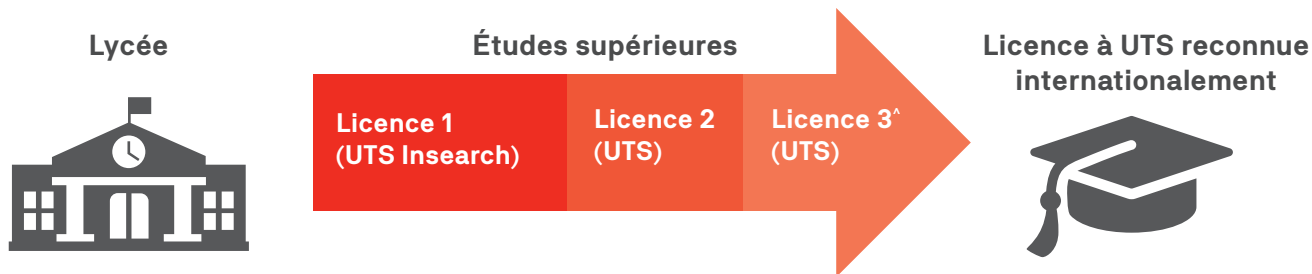 Lycée
Études supérieures
Licence à UTS reconnue
internationalement
Licence 1
(UTS Insearch)
Licence 2
(UTS)
Licence 3^
(UTS)